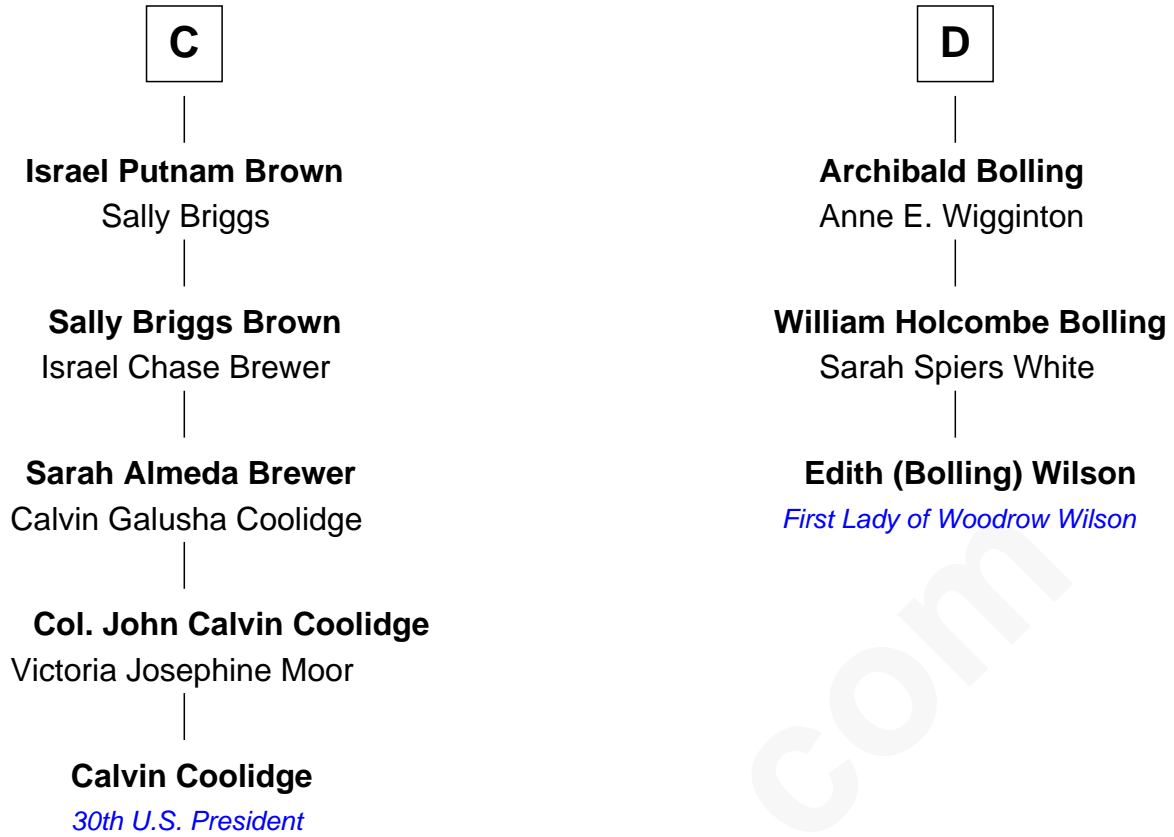 C
Israel Putnam Brown
Sally Briggs
Sally Briggs Brown
Israel Chase Brewer
Sarah Almeda Brewer
Calvin Galusha Coolidge
Col. John Calvin Coolidge
Victoria Josephine Moor
Calvin Coolidge
30th U.S. President
D
Archibald Bolling
Anne E. Wigginton
William Holcombe Bolling
Sarah Spiers White
Edith (Bolling) Wilson
First Lady of Woodrow Wilson
com